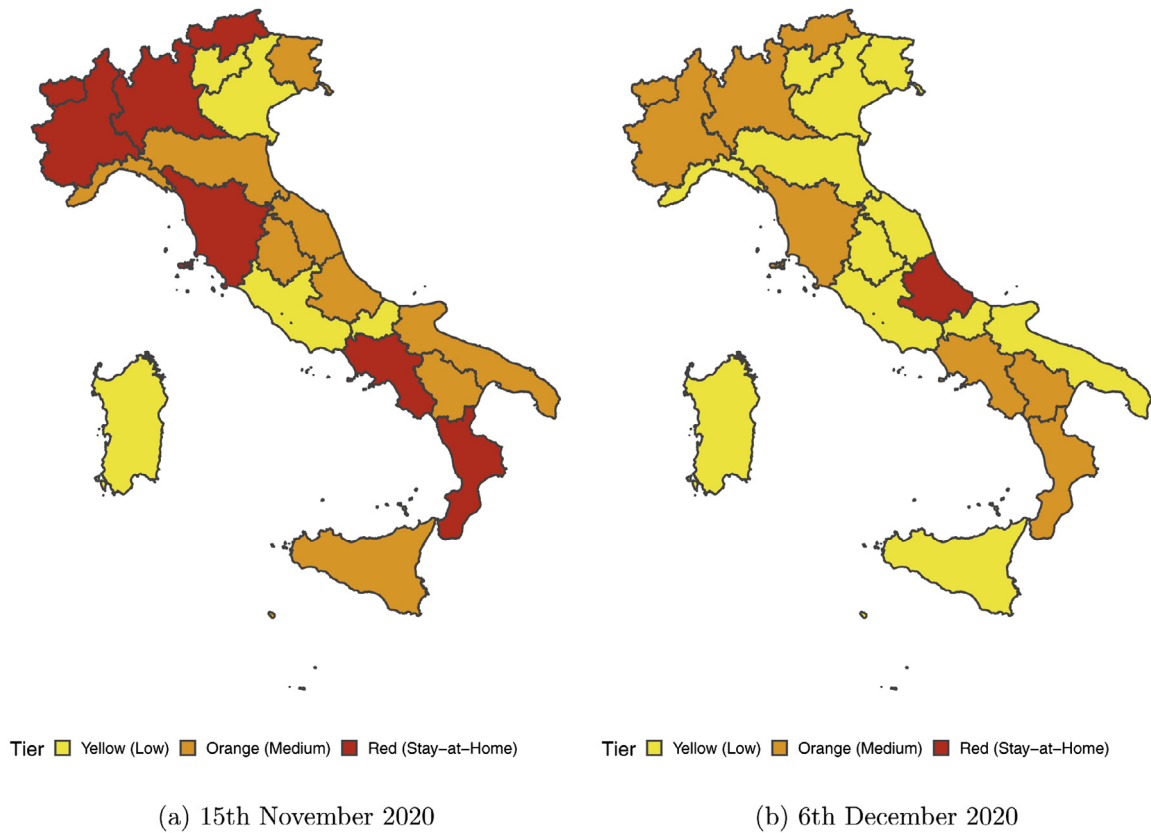 Tier Yellow (Low) Orange (Medium) Red (Stay−at−Home)
Tier Yellow (Low) Orange (Medium) Red (Stay−at−Home)
(a) 15th November 2020
(b) 6th December 2020